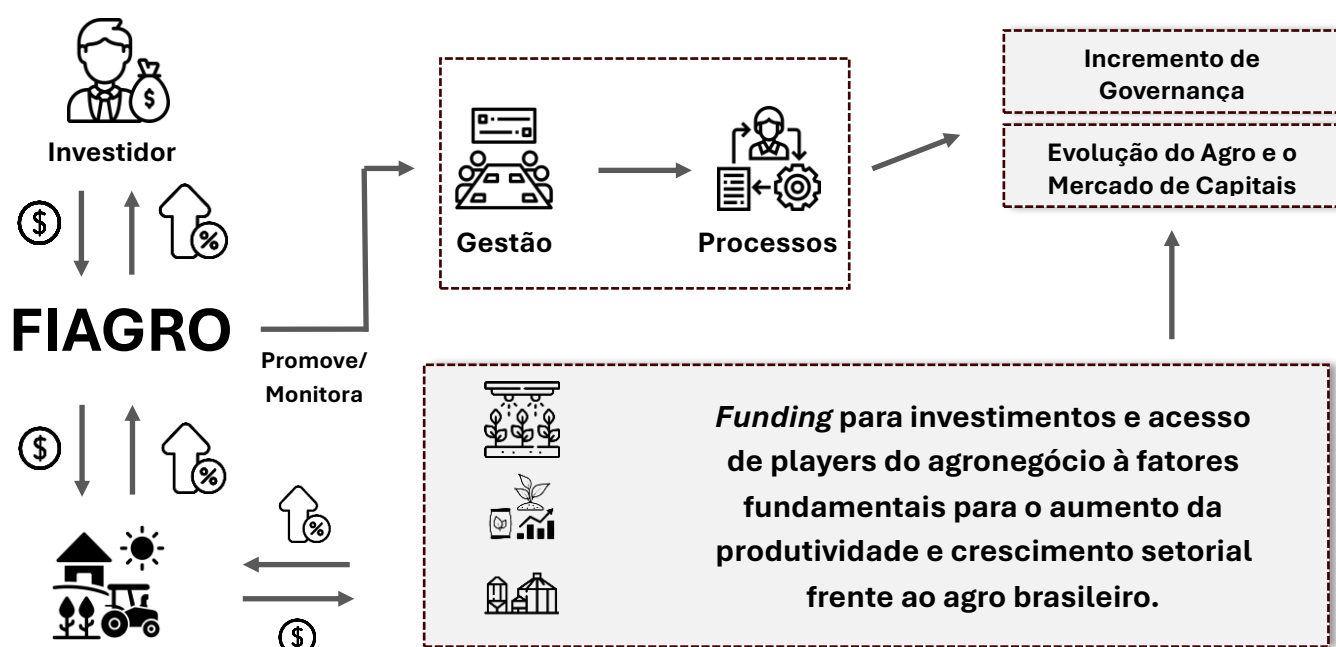 Investidor
$
%
FIAGRO
Promove/
Monitora
$
%
%
$
Gestão
Processos
Incremento de
Governança
Evolução do Agro e o
Mercado de Capitais
Funding para investimentos e acesso
de players do agronegócio à fatores
fundamentais para o aumento da
produtividade e crescimento setorial
frente ao agro brasileiro.